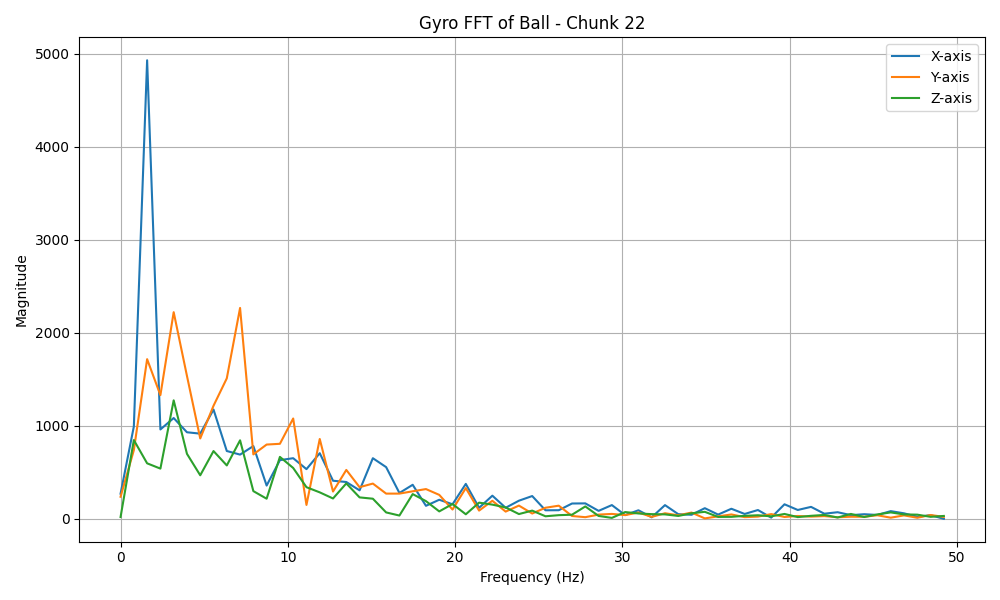 Gyro FFT of Ball - Chunk 22
X-axis
Y-axis
Z-axis
Magnitude
5000
4000
3000
2000
1000
0
0 10 20 30 40 50
Frequency (Hz)